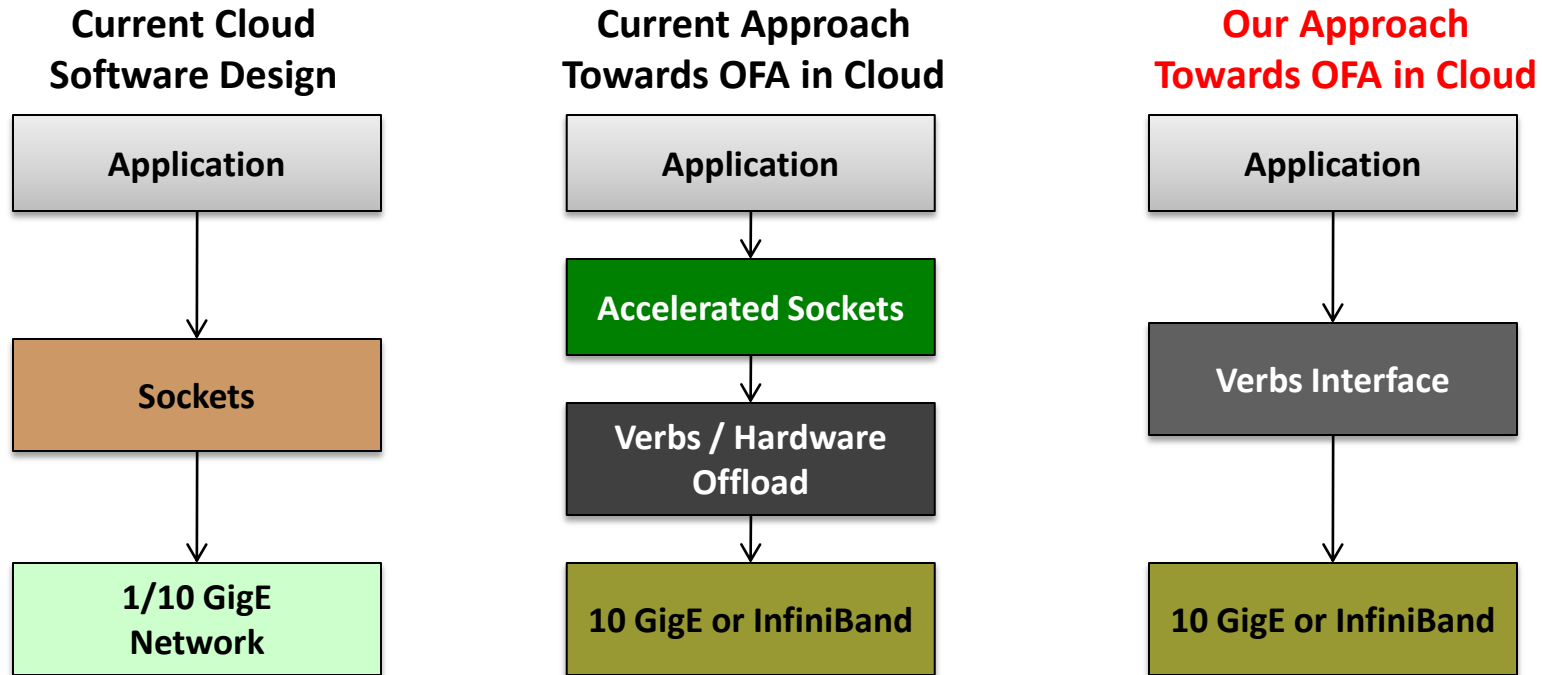 Current Cloud
Software Design
Application
Sockets
1/10 GigE
Network
Current Approach
Towards OFA in Cloud
Application
Accelerated Sockets
Verbs / Hardware
Offload
10 GigE or InfiniBand
Our Approach
Towards OFA in Cloud
Application
Verbs Interface
10 GigE or InfiniBand